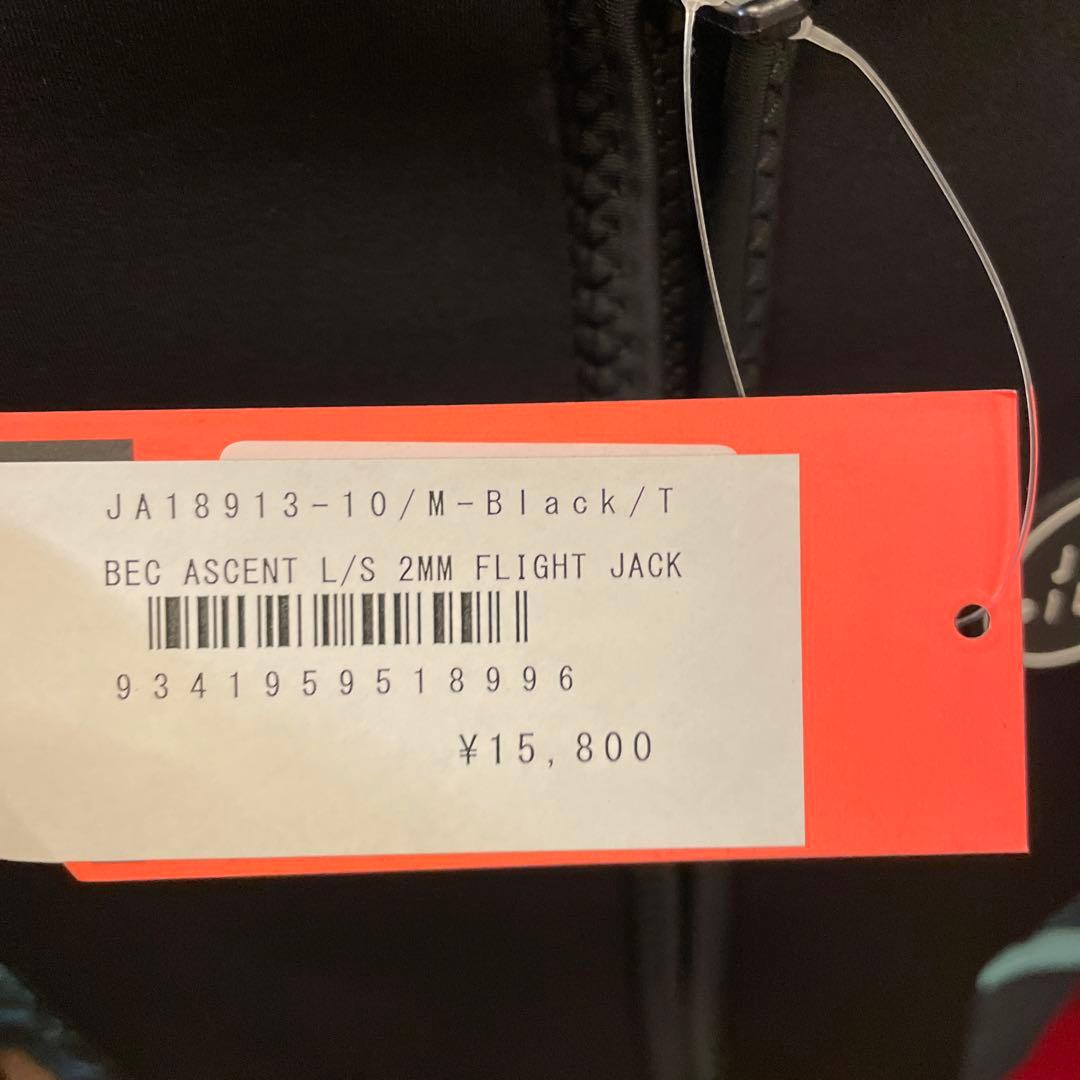 JA18913-10/M-Black/T
BEC ASCENT L/S 2MM FLIGHT JACK
9341959518996
¥15,800